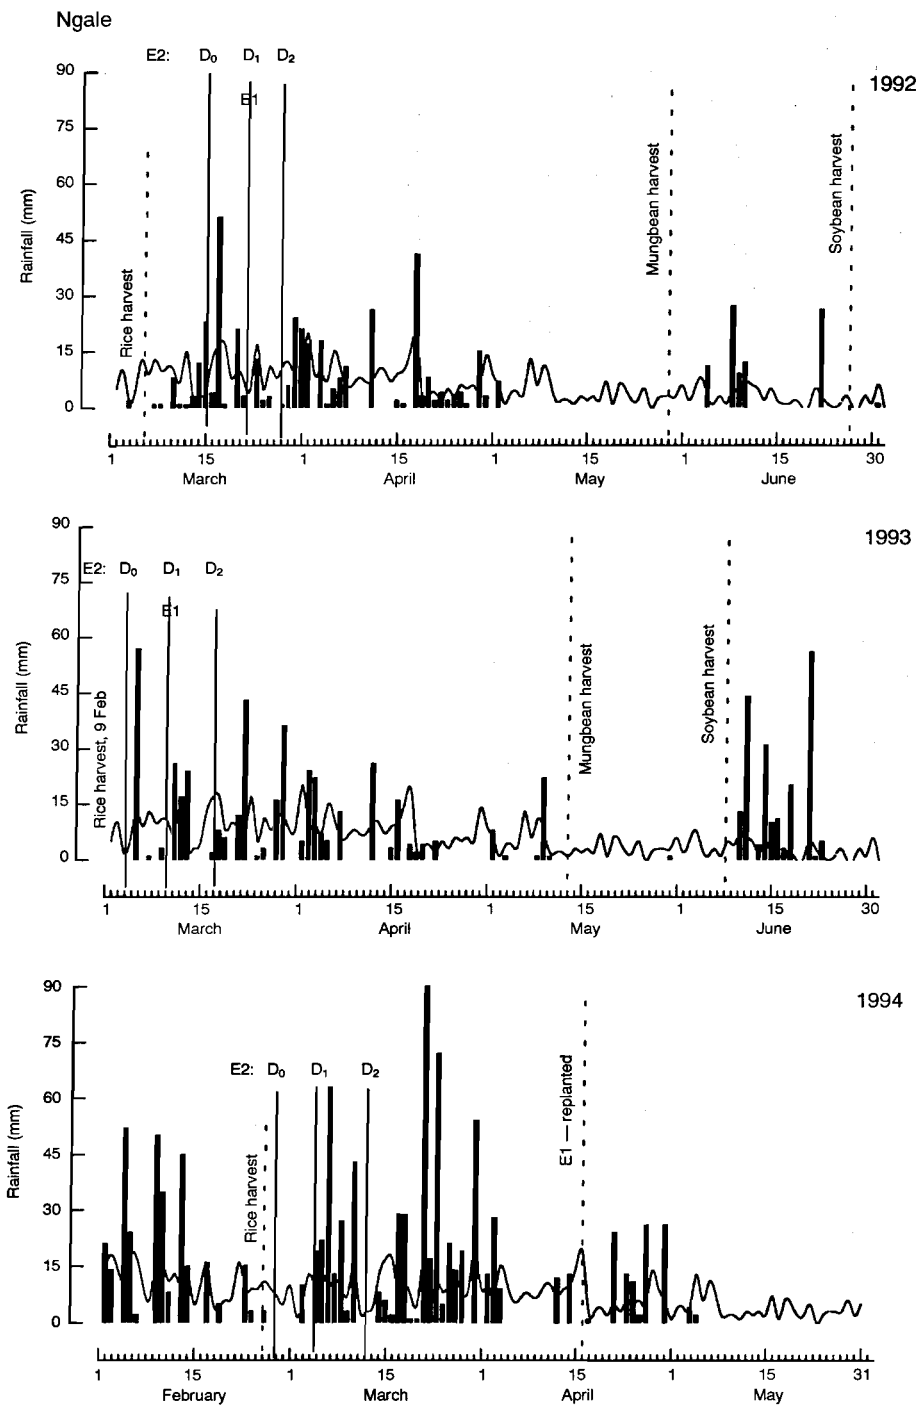 Ngale
E2: D₀ D₁ D₂
E1
1992
90
75
60
45
30
15
0
Rainfall (mm)
Rice harvest
Mungbean harvest
Soybean harvest
1 15 1 15 1 15 1 15 30
March April May June
1993
90
75
60
45
30
15
0
Rainfall (mm)
E2: D₀ D₁ D₂
E1
Rice harvest, 9 Feb
Mungbean harvest
Soybean harvest
1 15 1 15 1 15 1 15 30
March April May June
1994
90
75
60
45
30
15
0
Rainfall (mm)
E2: D₀ D₁ D₂
Rice harvest
E1 — replanted
1 15 1 15 1 15 1 15 31
February March April May